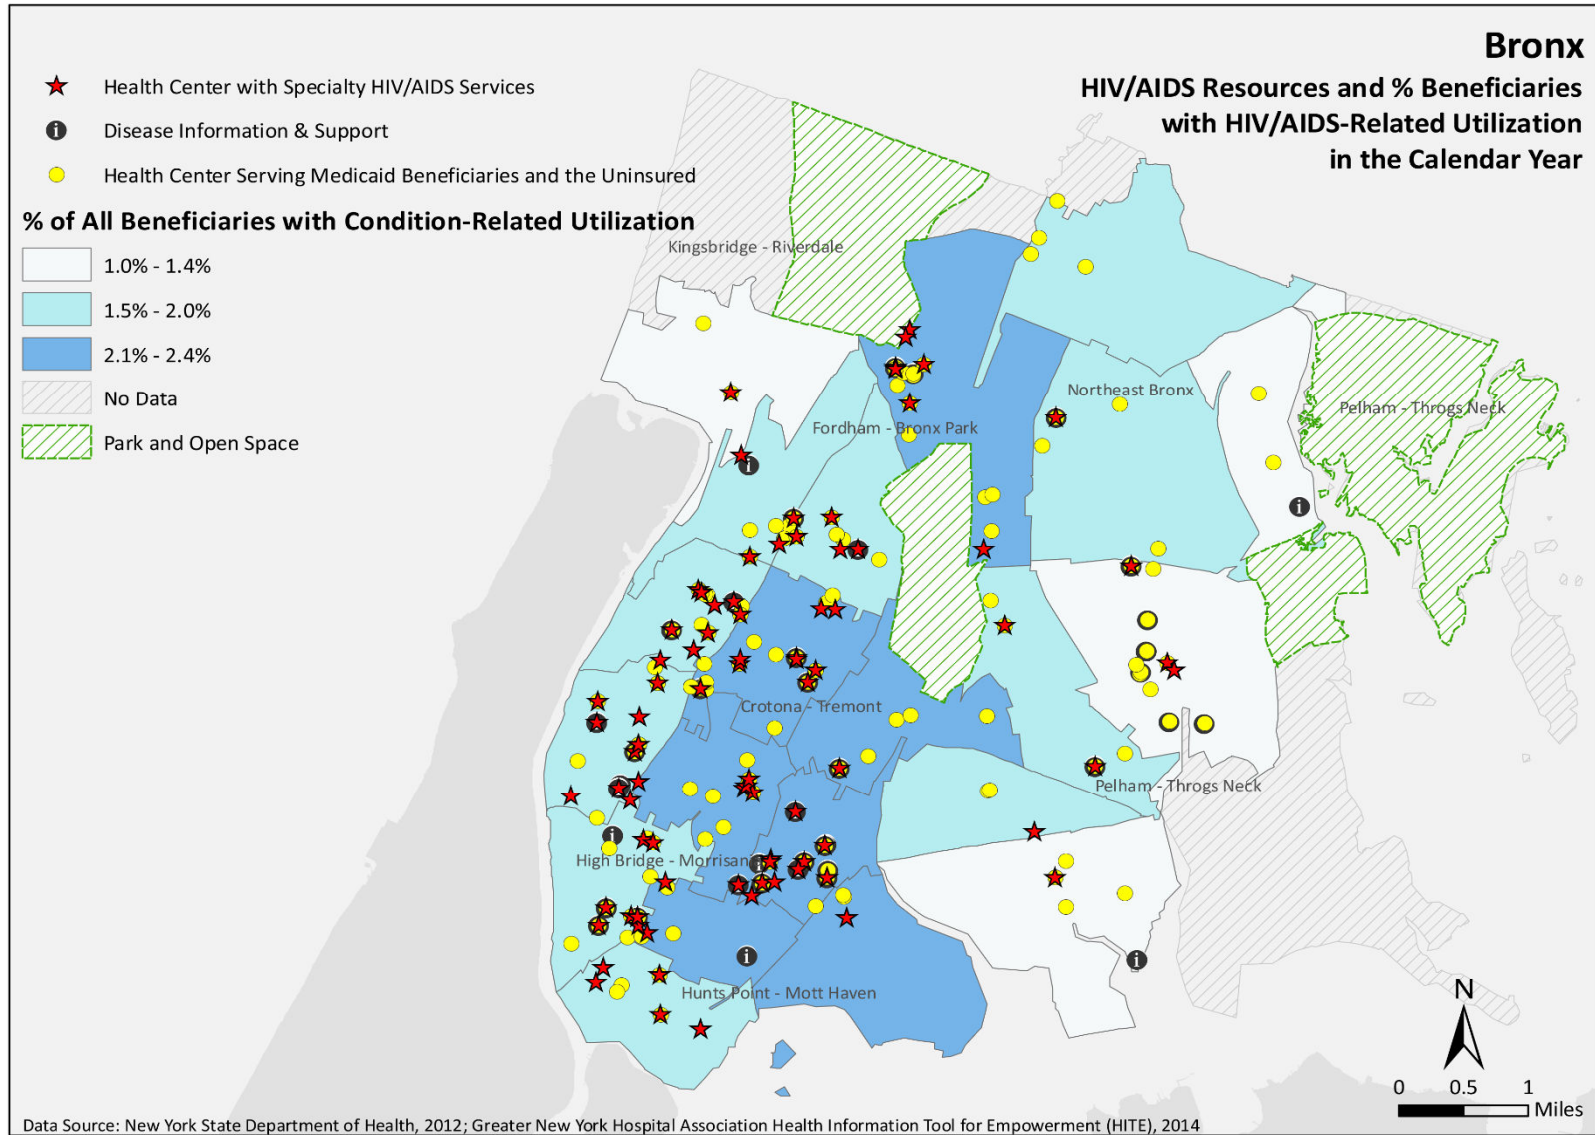 Bronx
HIV/AIDS Resources and % Beneficiaries
with HIV/AIDS-Related Utilization
in the Calendar Year
Health Center with Specialty HIV/AIDS Services
Disease Information & Support
Health Center Serving Medicaid Beneficiaries and the Uninsured
% of All Beneficiaries with Condition-Related Utilization
1.0% - 1.4%
1.5% - 2.0%
2.1% - 2.4%
No Data
Park and Open Space
Kingsbridge - Riverdale
Northeast Bronx
Pelham - Throgs Neck
Fordham - Bronx Park
Crotona - Tremont
Pelham - Throgs Neck
High Bridge - Morrisan
Hunts Point - Mott Haven
N
0 0.5 1
Miles
Data Source: New York State Department of Health, 2012; Greater New York Hospital Association Health Information Tool for Empowerment (HITE), 2014